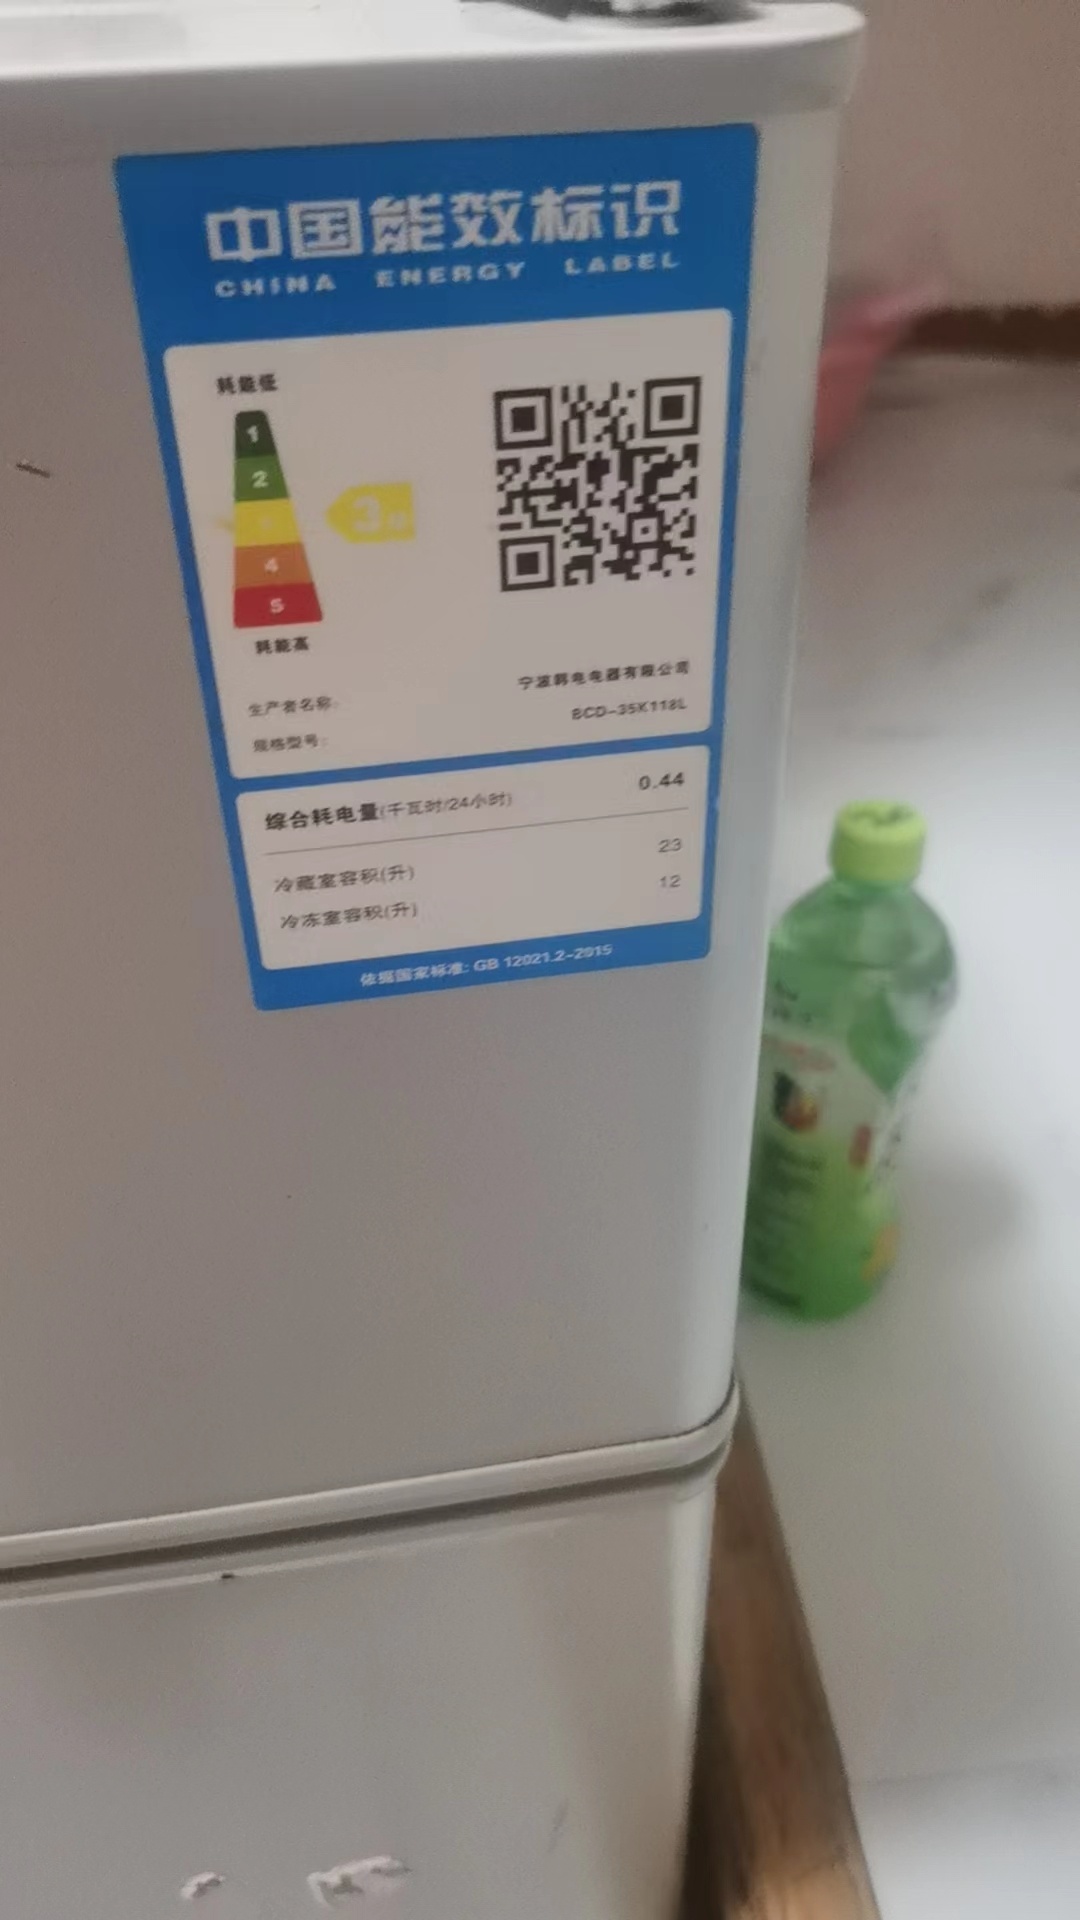 中国能效标识
CHINA ENERGY LABEL
耗能低
1
2
3级
4
5
耗能高
生产者名称: 宁波韩电电器有限公司
规格型号: BCD-35K118L
综合耗电量(千瓦时/24小时) 0.44
冷藏室容积(升) 23
冷冻室容积(升) 12
依据国家标准: GB 12021.2-2015